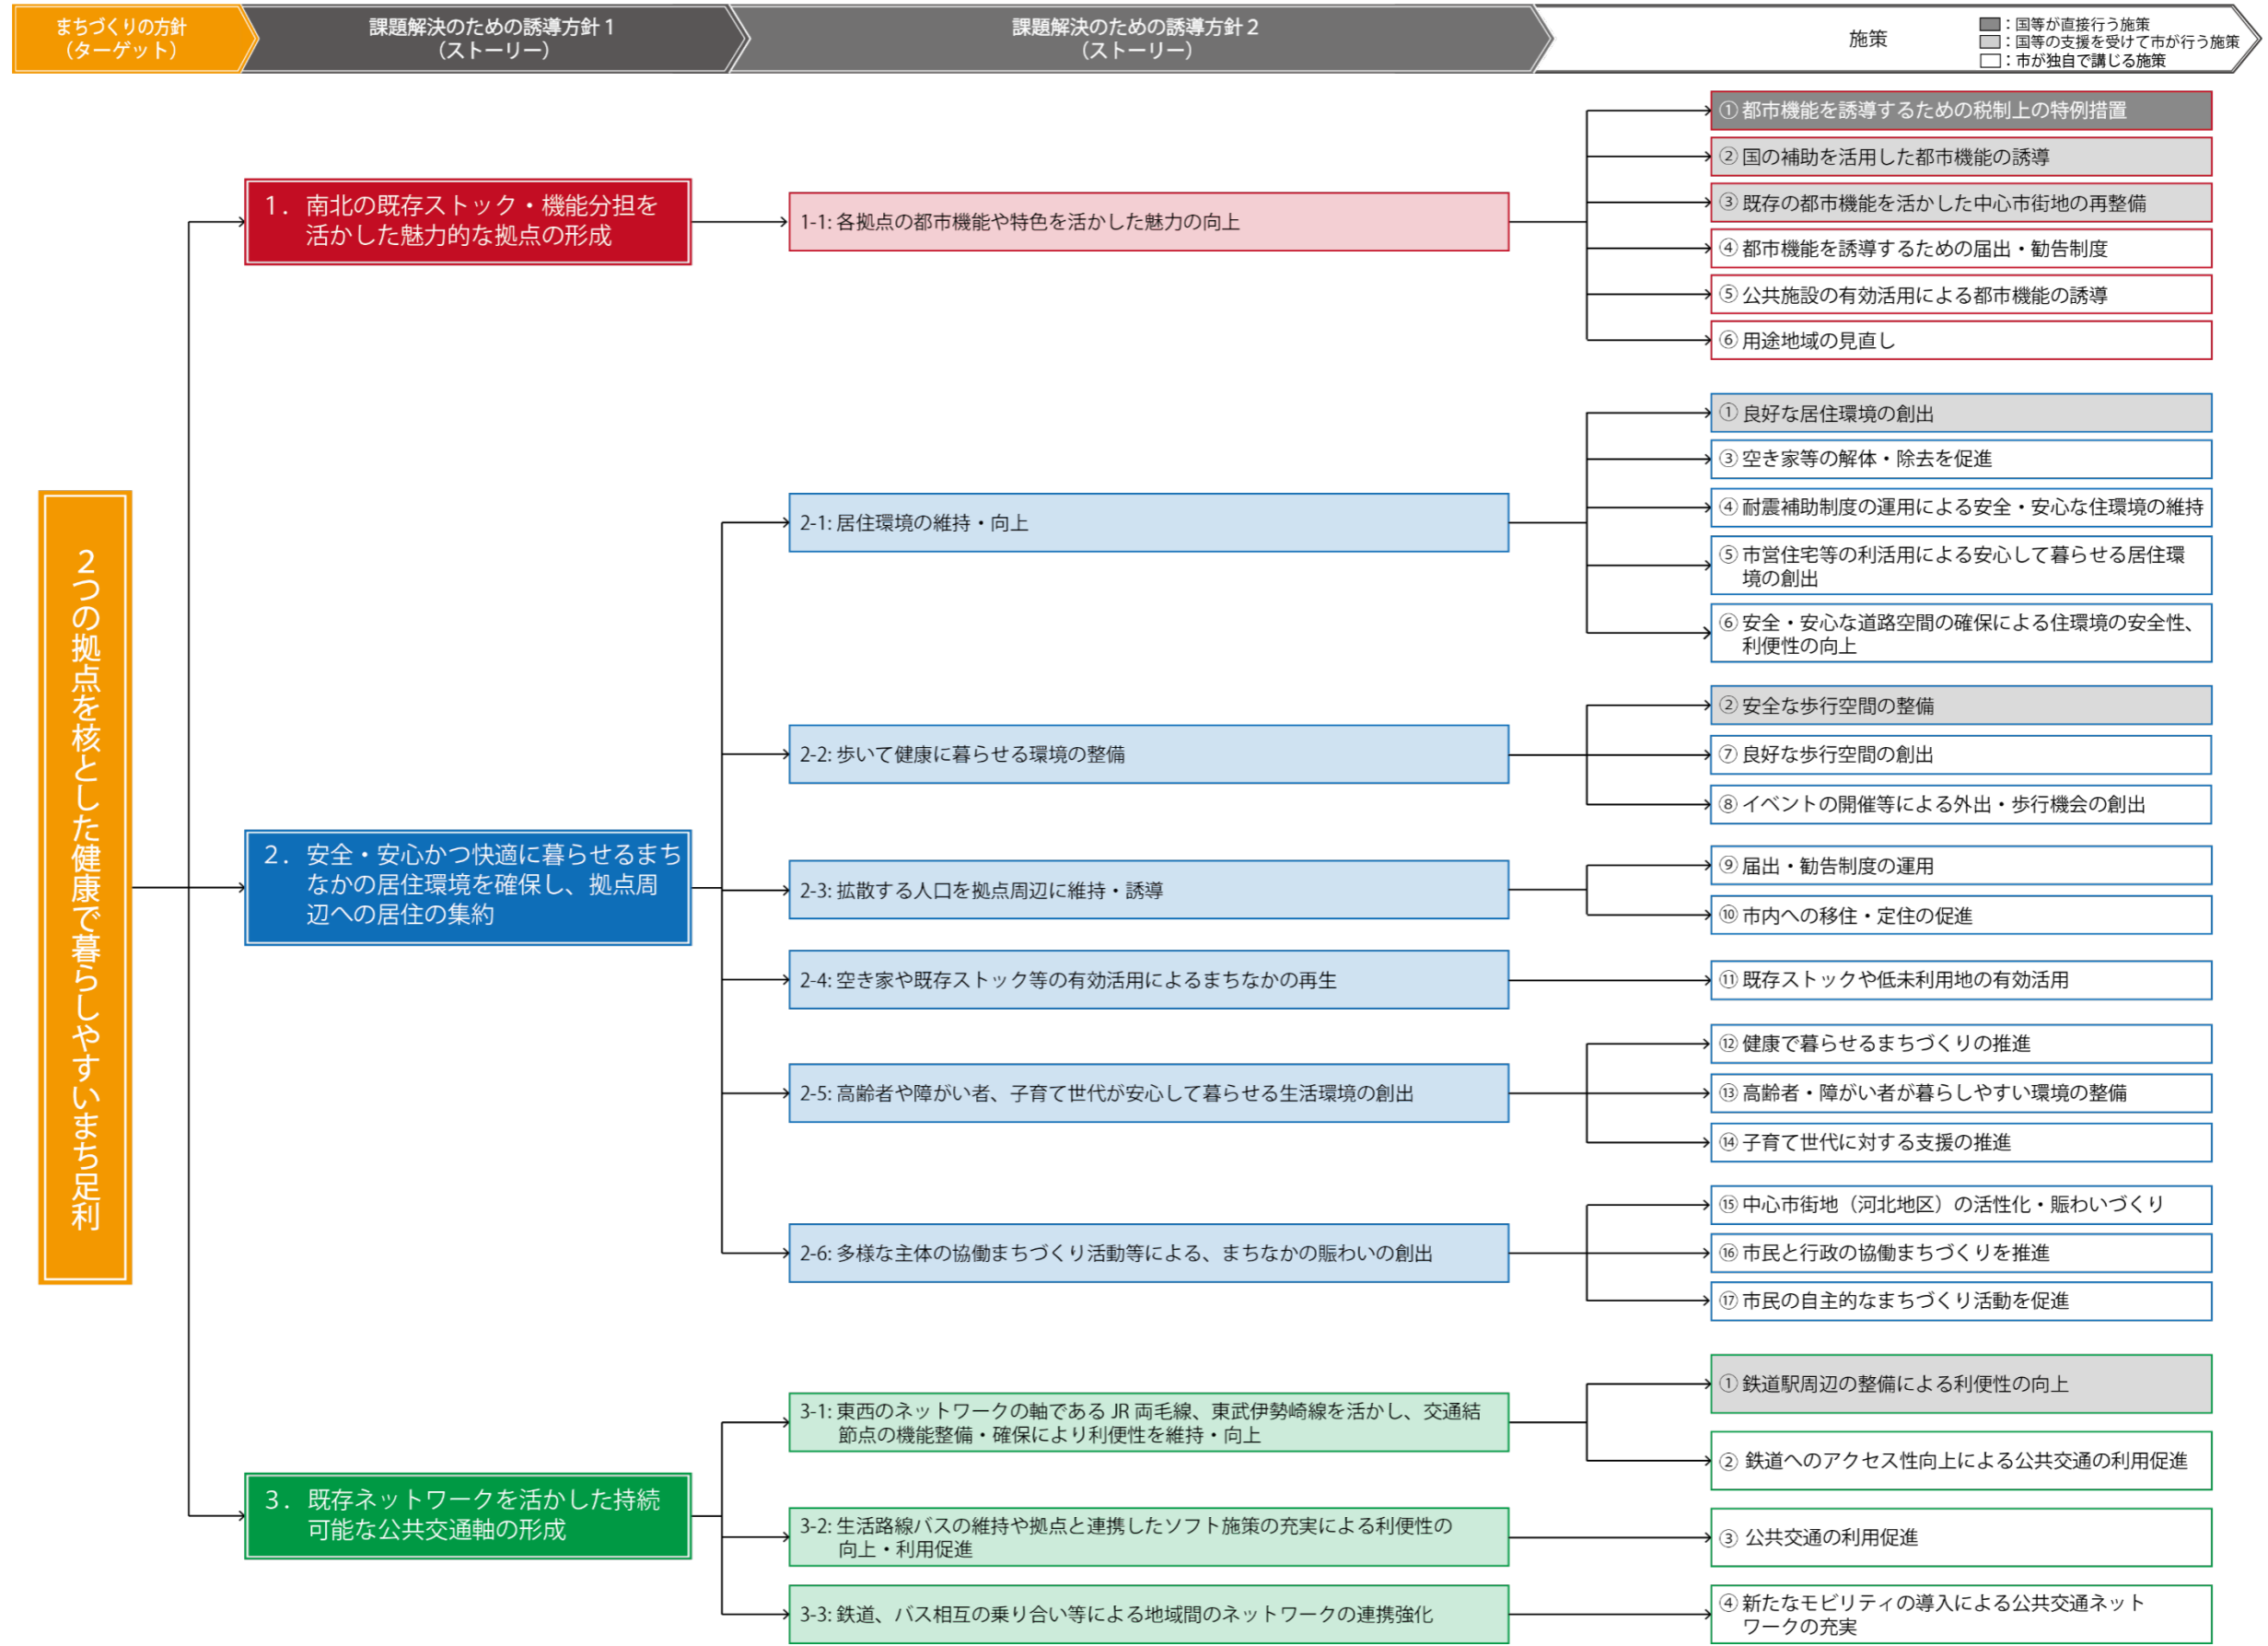 まちづくりの方針
（ターゲット）
課題解決のための誘導方針１
（ストーリー）
課題解決のための誘導方針２
（ストーリー）
施策
：国等が直接行う施策
：国等の支援を受けて市が行う施策
：市が独自で講じる施策
２つの拠点を核とした健康で暮らしやすいまち足利
１．南北の既存ストック・機能分担を
活かした魅力的な拠点の形成
1-1: 各拠点の都市機能や特色を活かした魅力の向上
① 都市機能を誘導するための税制上の特例措置
② 国の補助を活用した都市機能の誘導
③ 既存の都市機能を活かした中心市街地の再整備
④ 都市機能を誘導するための届出・勧告制度
⑤ 公共施設の有効活用による都市機能の誘導
⑥ 用途地域の見直し
２．安全・安心かつ快適に暮らせるまち
なかの居住環境を確保し、拠点周
辺への居住の集約
2-1: 居住環境の維持・向上
① 良好な居住環境の創出
③ 空き家等の解体・除去を促進
④ 耐震補助制度の運用による安全・安心な住環境の維持
⑤ 市営住宅等の利活用による安心して暮らせる居住環
境の創出
⑥ 安全・安心な道路空間の確保による住環境の安全性、
利便性の向上
2-2: 歩いて健康に暮らせる環境の整備
② 安全な歩行空間の整備
⑦ 良好な歩行空間の創出
⑧ イベントの開催等による外出・歩行機会の創出
2-3: 拡散する人口を拠点周辺に維持・誘導
⑨ 届出・勧告制度の運用
⑩ 市内への移住・定住の促進
2-4: 空き家や既存ストック等の有効活用によるまちなかの再生
⑪ 既存ストックや低未利用地の有効活用
2-5: 高齢者や障がい者、子育て世代が安心して暮らせる生活環境の創出
⑫ 健康で暮らせるまちづくりの推進
⑬ 高齢者・障がい者が暮らしやすい環境の整備
⑭ 子育て世代に対する支援の推進
2-6: 多様な主体の協働まちづくり活動等による、まちなかの賑わいの創出
⑮ 中心市街地（河北地区）の活性化・賑わいづくり
⑯ 市民と行政の協働まちづくりを推進
⑰ 市民の自主的なまちづくり活動を促進
３．既存ネットワークを活かした持続
可能な公共交通軸の形成
3-1: 東西のネットワークの軸である JR 両毛線、東武伊勢崎線を活かし、交通結
節点の機能整備・確保により利便性を維持・向上
① 鉄道駅周辺の整備による利便性の向上
② 鉄道へのアクセス性向上による公共交通の利用促進
3-2: 生活路線バスの維持や拠点と連携したソフト施策の充実による利便性の
向上・利用促進
③ 公共交通の利用促進
3-3: 鉄道、バス相互の乗り合い等による地域間のネットワークの連携強化
④ 新たなモビリティの導入による公共交通ネット
ワークの充実